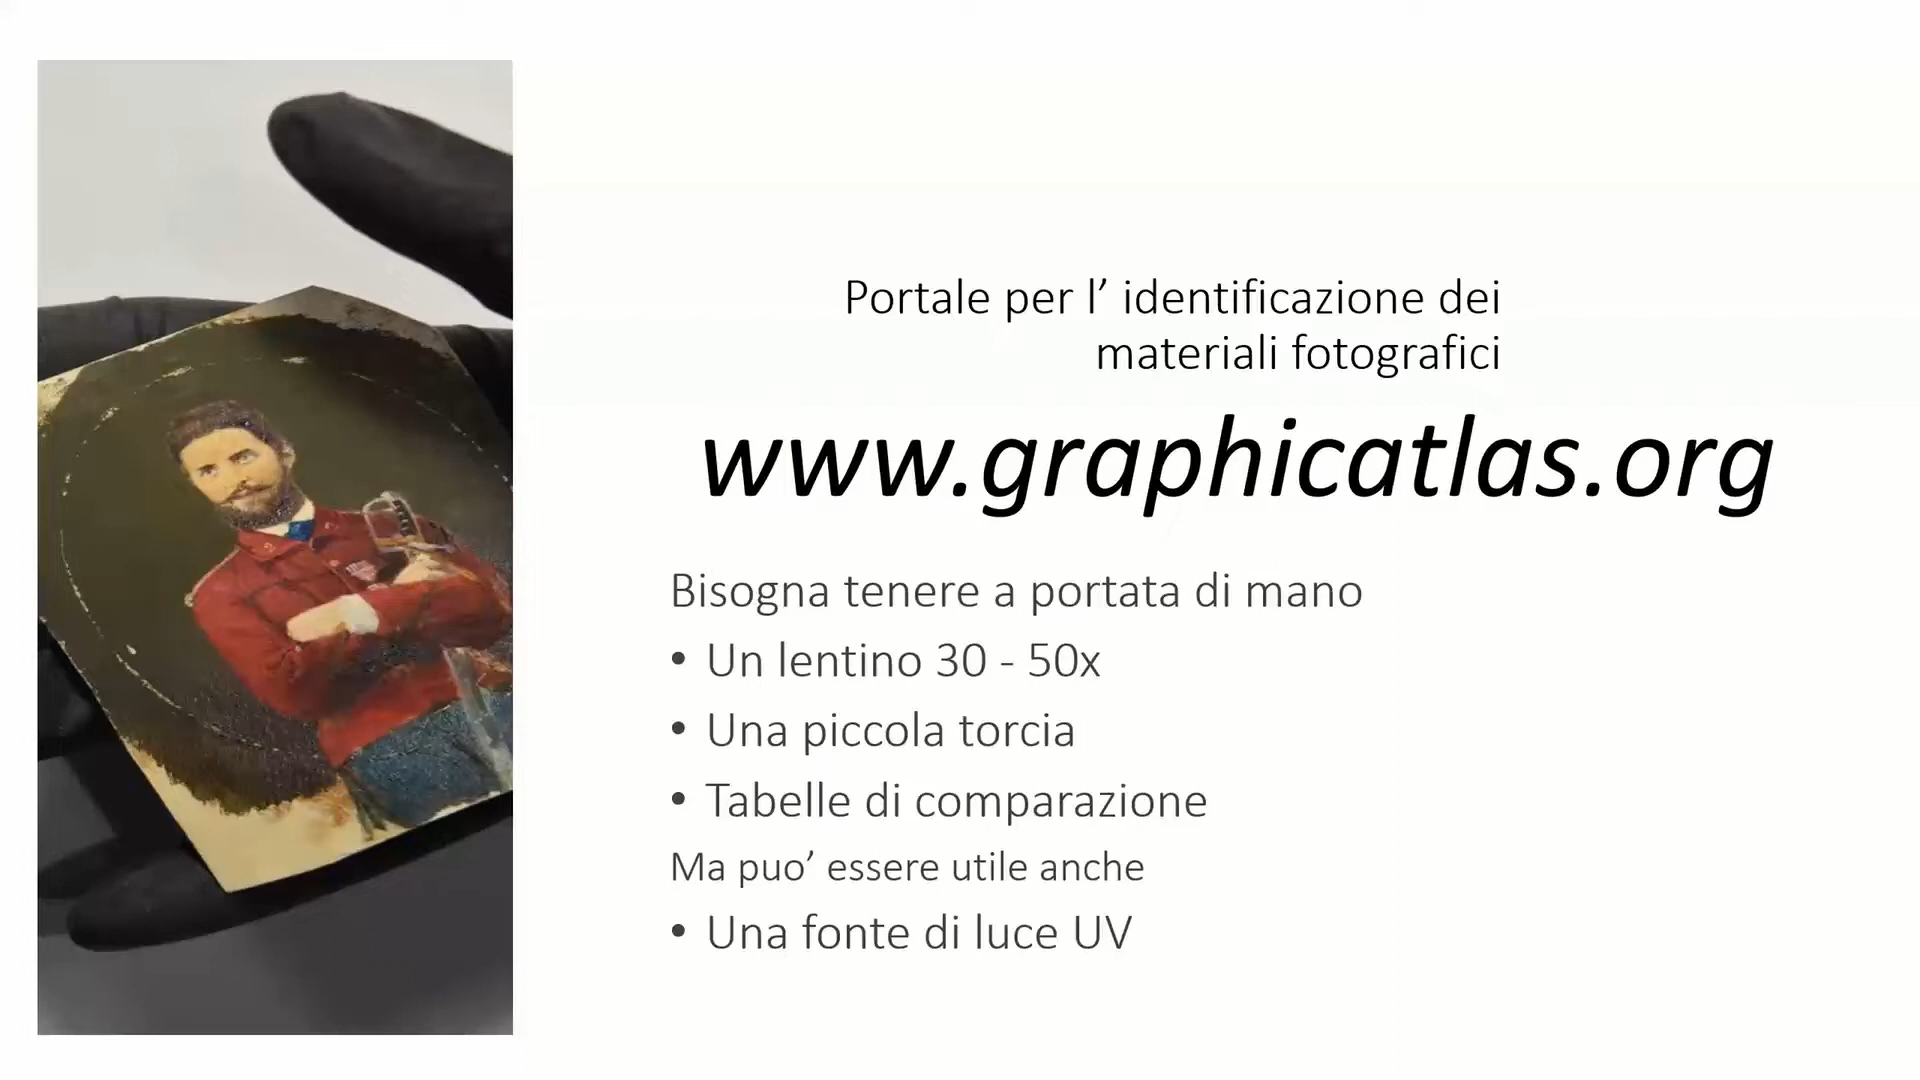 Portale per l’ identificazione dei
materiali fotografici
www.graphicatlas.org
Bisogna tenere a portata di mano
• Un lentino 30 - 50x
• Una piccola torcia
• Tabelle di comparazione
Ma puo’ essere utile anche
• Una fonte di luce UV